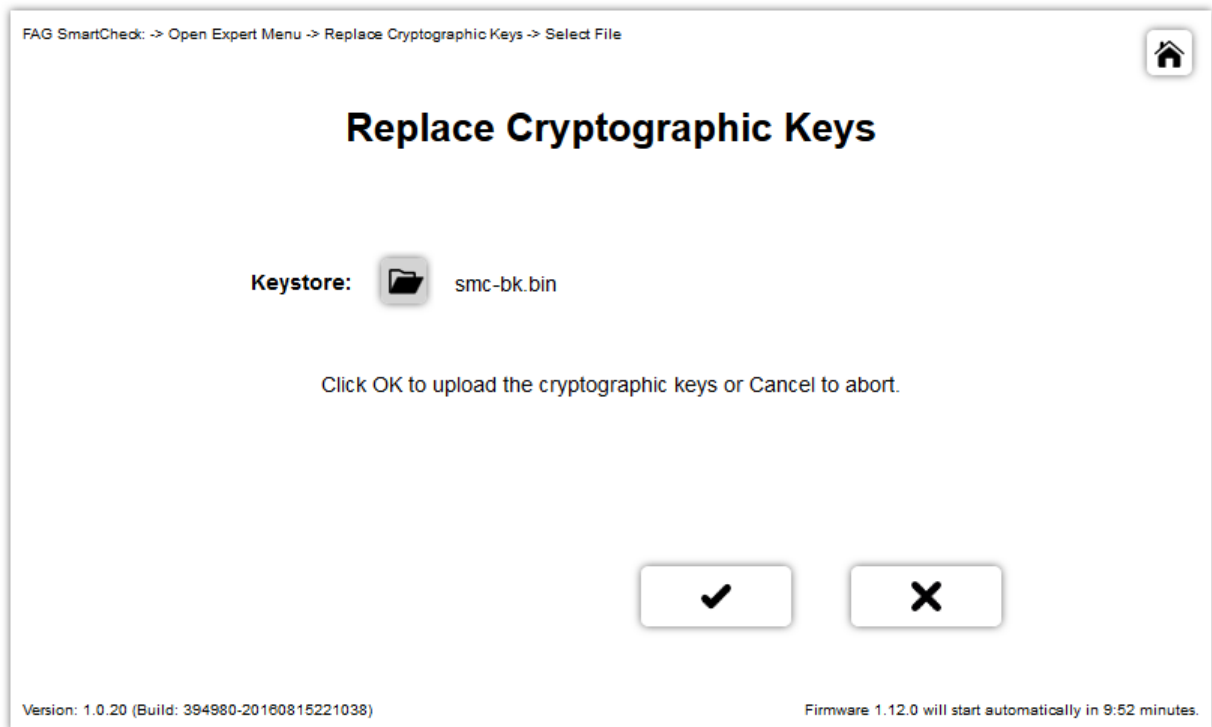 FAG SmartCheck: -> Open Expert Menu -> Replace Cryptographic Keys -> Select File
Replace Cryptographic Keys
Keystore: smc-bk.bin
Click OK to upload the cryptographic keys or Cancel to abort.
Version: 1.0.20 (Build: 394980-20160815221038) Firmware 1.12.0 will start automatically in 9:52 minutes.